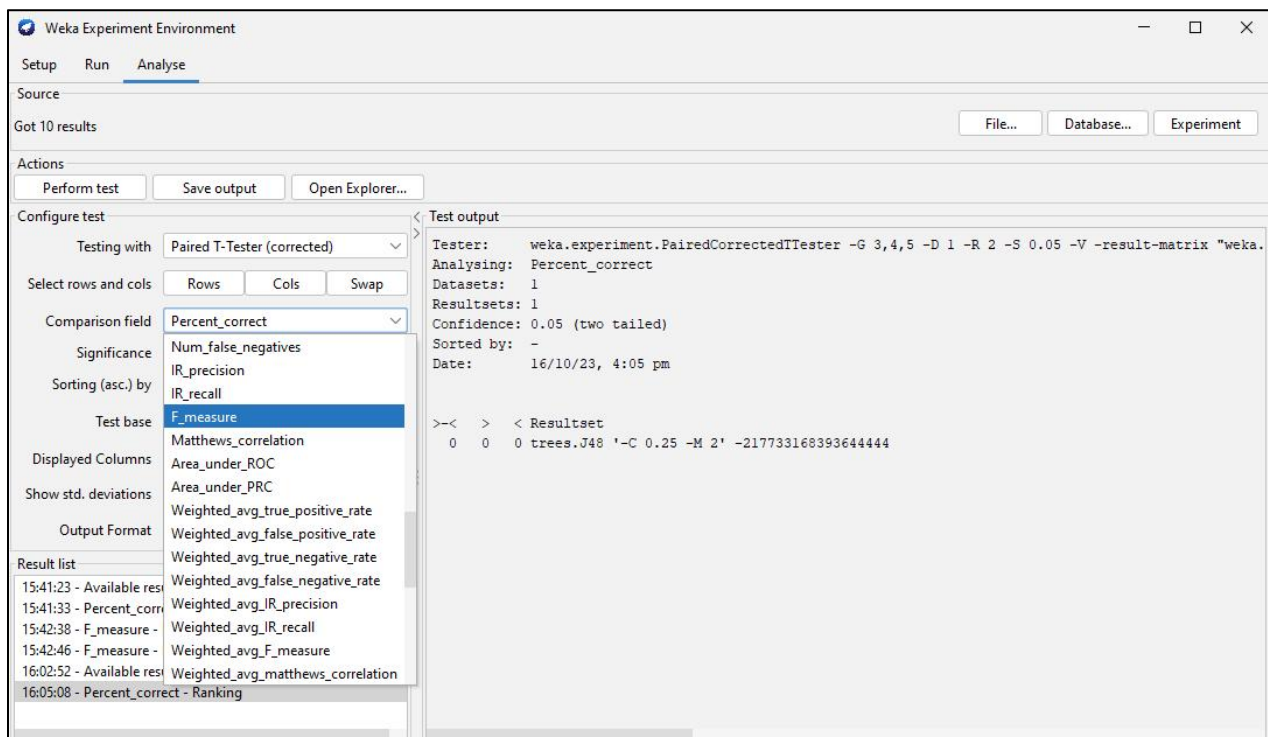 Weka Experiment Environment
Setup Run Analyse
Source
Got 10 results
File... Database... Experiment
Actions
Perform test Save output Open Explorer...
Configure test
Testing with Paired T-Tester (corrected)
Select rows and cols Rows Cols Swap
Comparison field Percent_correct
Significance
Sorting (asc.) by
Test base
Displayed Columns
Show std. deviations
Output Format
Num_false_negatives
IR_precision
IR_recall
F_measure
Matthews_correlation
Area_under_ROC
Area_under_PRC
Weighted_avg_true_positive_rate
Weighted_avg_false_positive_rate
Weighted_avg_true_negative_rate
Weighted_avg_false_negative_rate
Weighted_avg_IR_precision
Weighted_avg_IR_recall
Weighted_avg_F_measure
Weighted_avg_matthews_correlation
Result list
15:41:23 - Available res
15:41:33 - Percent_corr
15:42:38 - F_measure -
15:42:46 - F_measure -
16:02:52 - Available res
16:05:08 - Percent_correct - Ranking
Test output
Tester: weka.experiment.PairedCorrectedTTester -G 3,4,5 -D 1 -R 2 -S 0.05 -V -result-matrix "weka.
Analysing: Percent_correct
Datasets: 1
Resultsets: 1
Confidence: 0.05 (two tailed)
Sorted by: -
Date: 16/10/23, 4:05 pm
>-< > < Resultset
0 0 0 trees.J48 '-C 0.25 -M 2' -217733168393644444